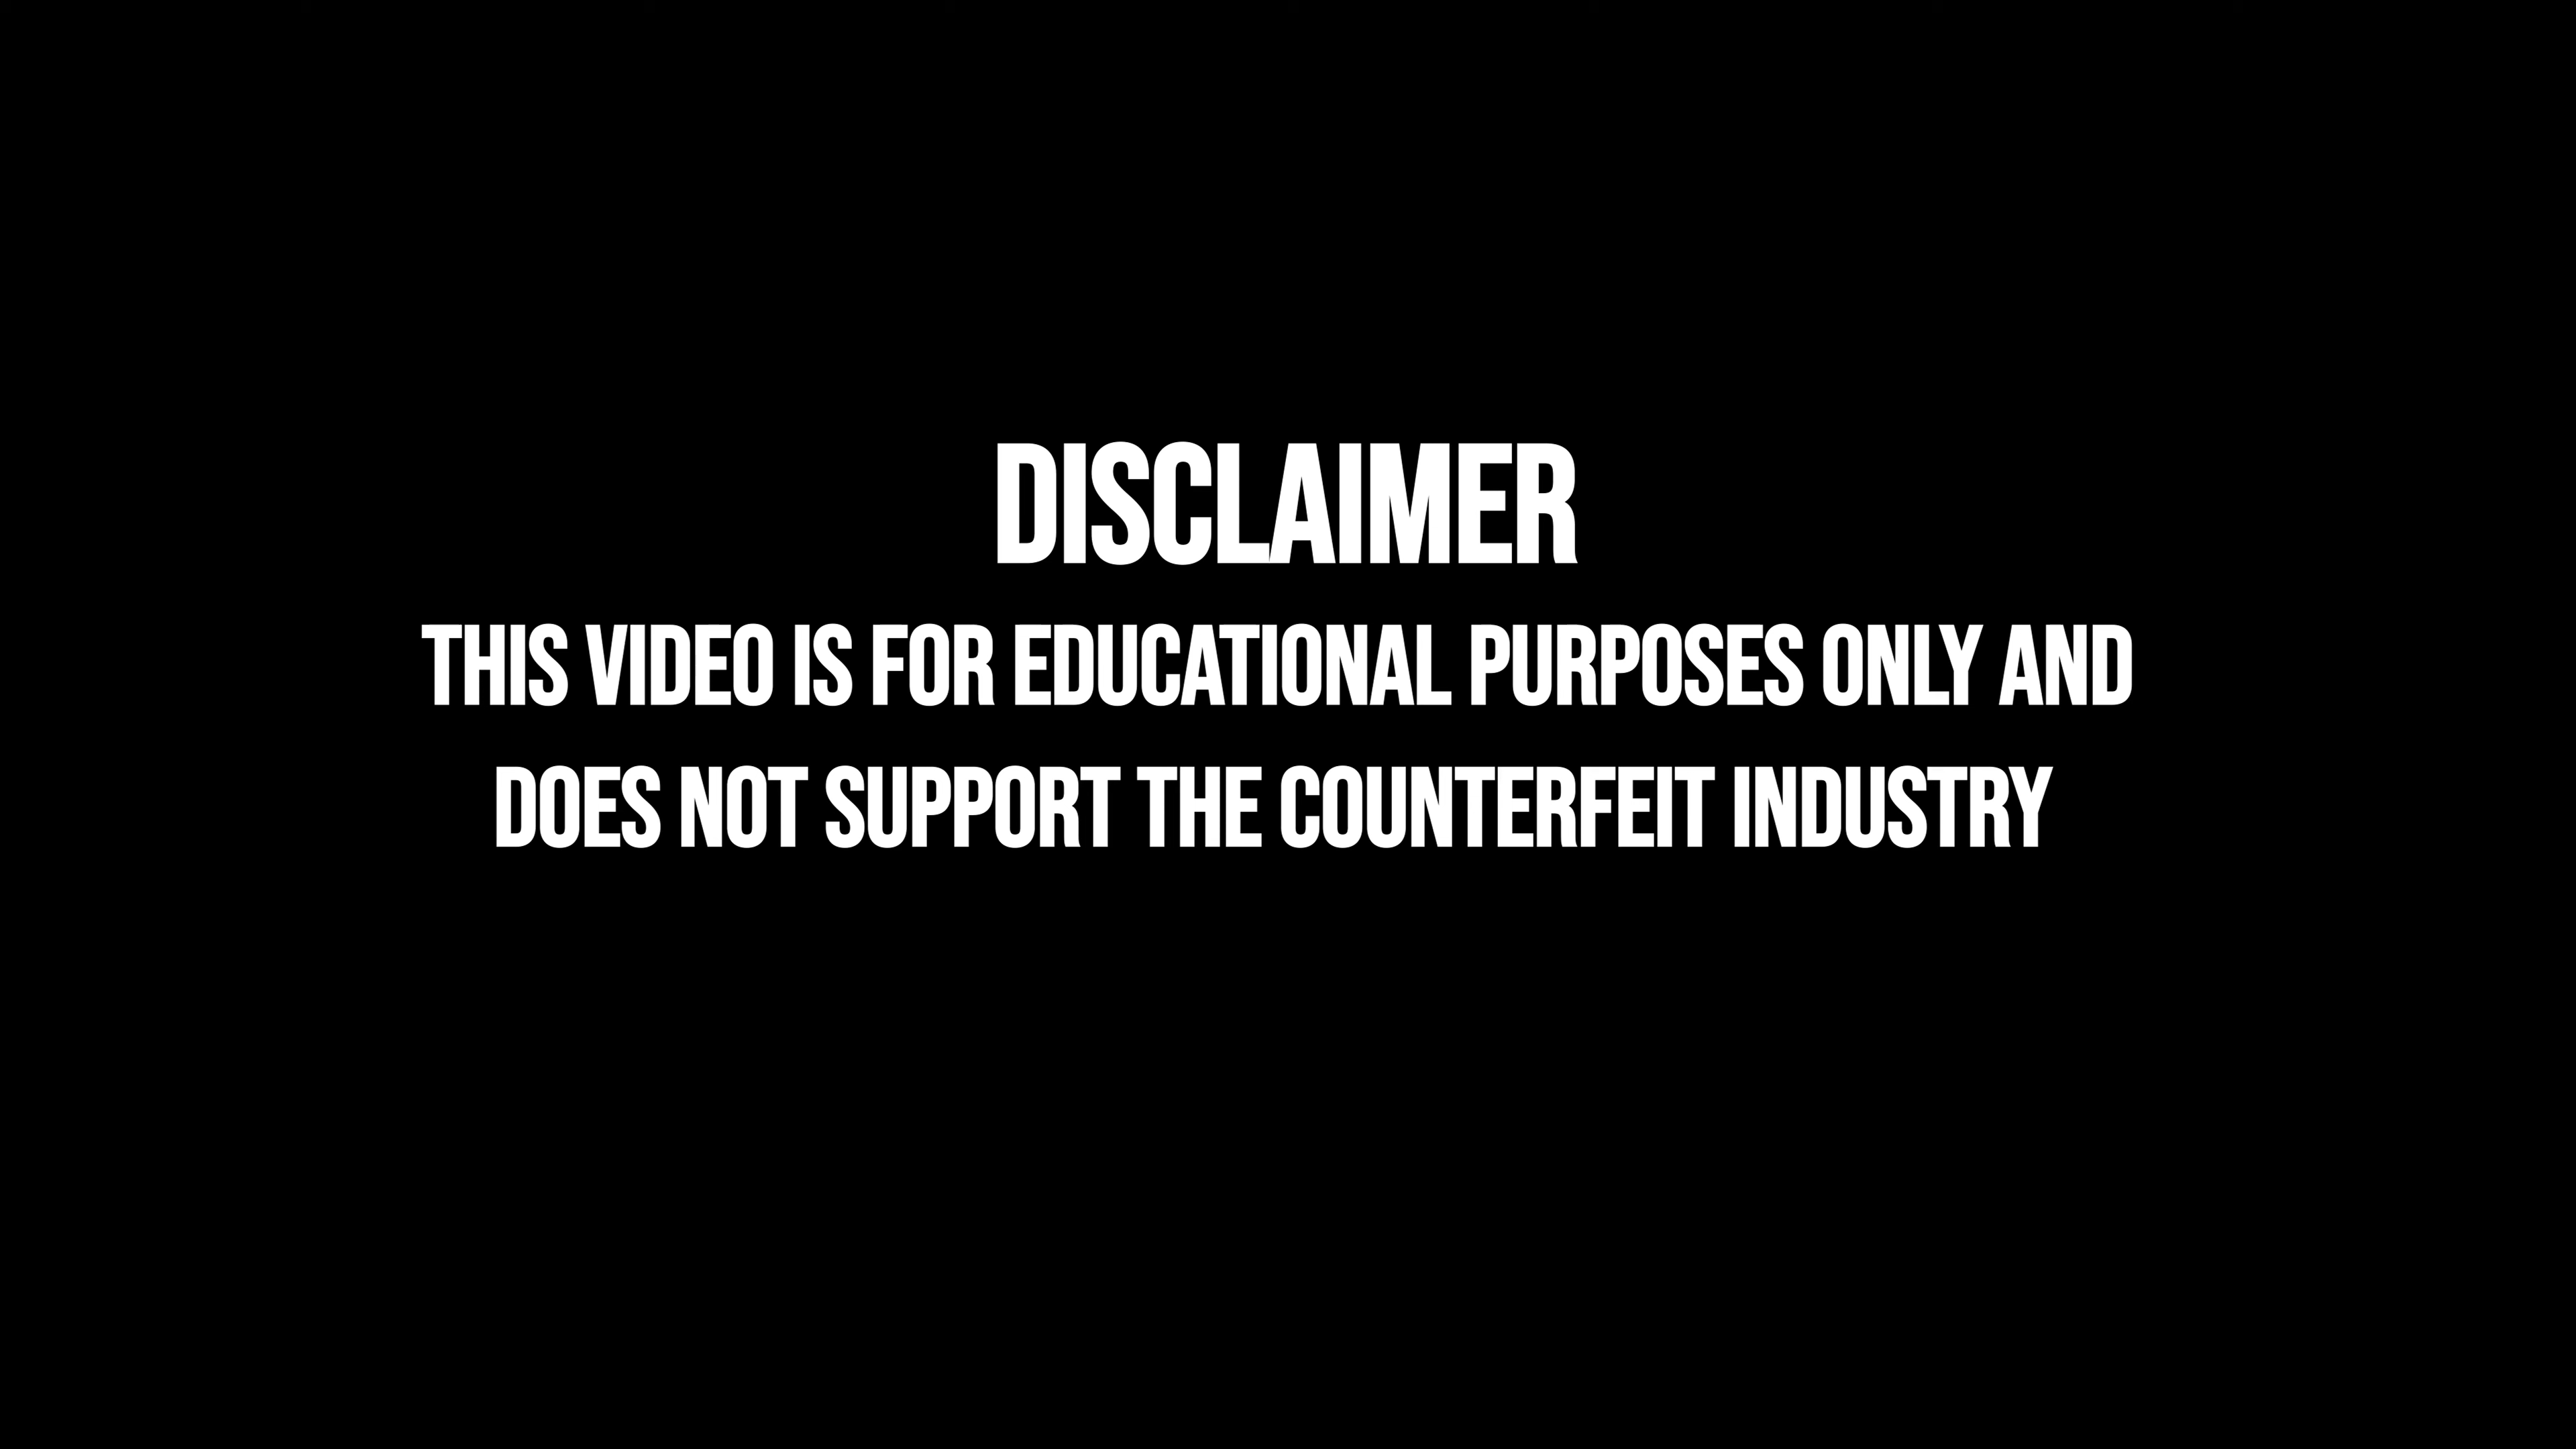 DISCLAIMER
THIS VIDEO IS FOR EDUCATIONAL PURPOSES ONLY AND
DOES NOT SUPPORT THE COUNTERFEIT INDUSTRY